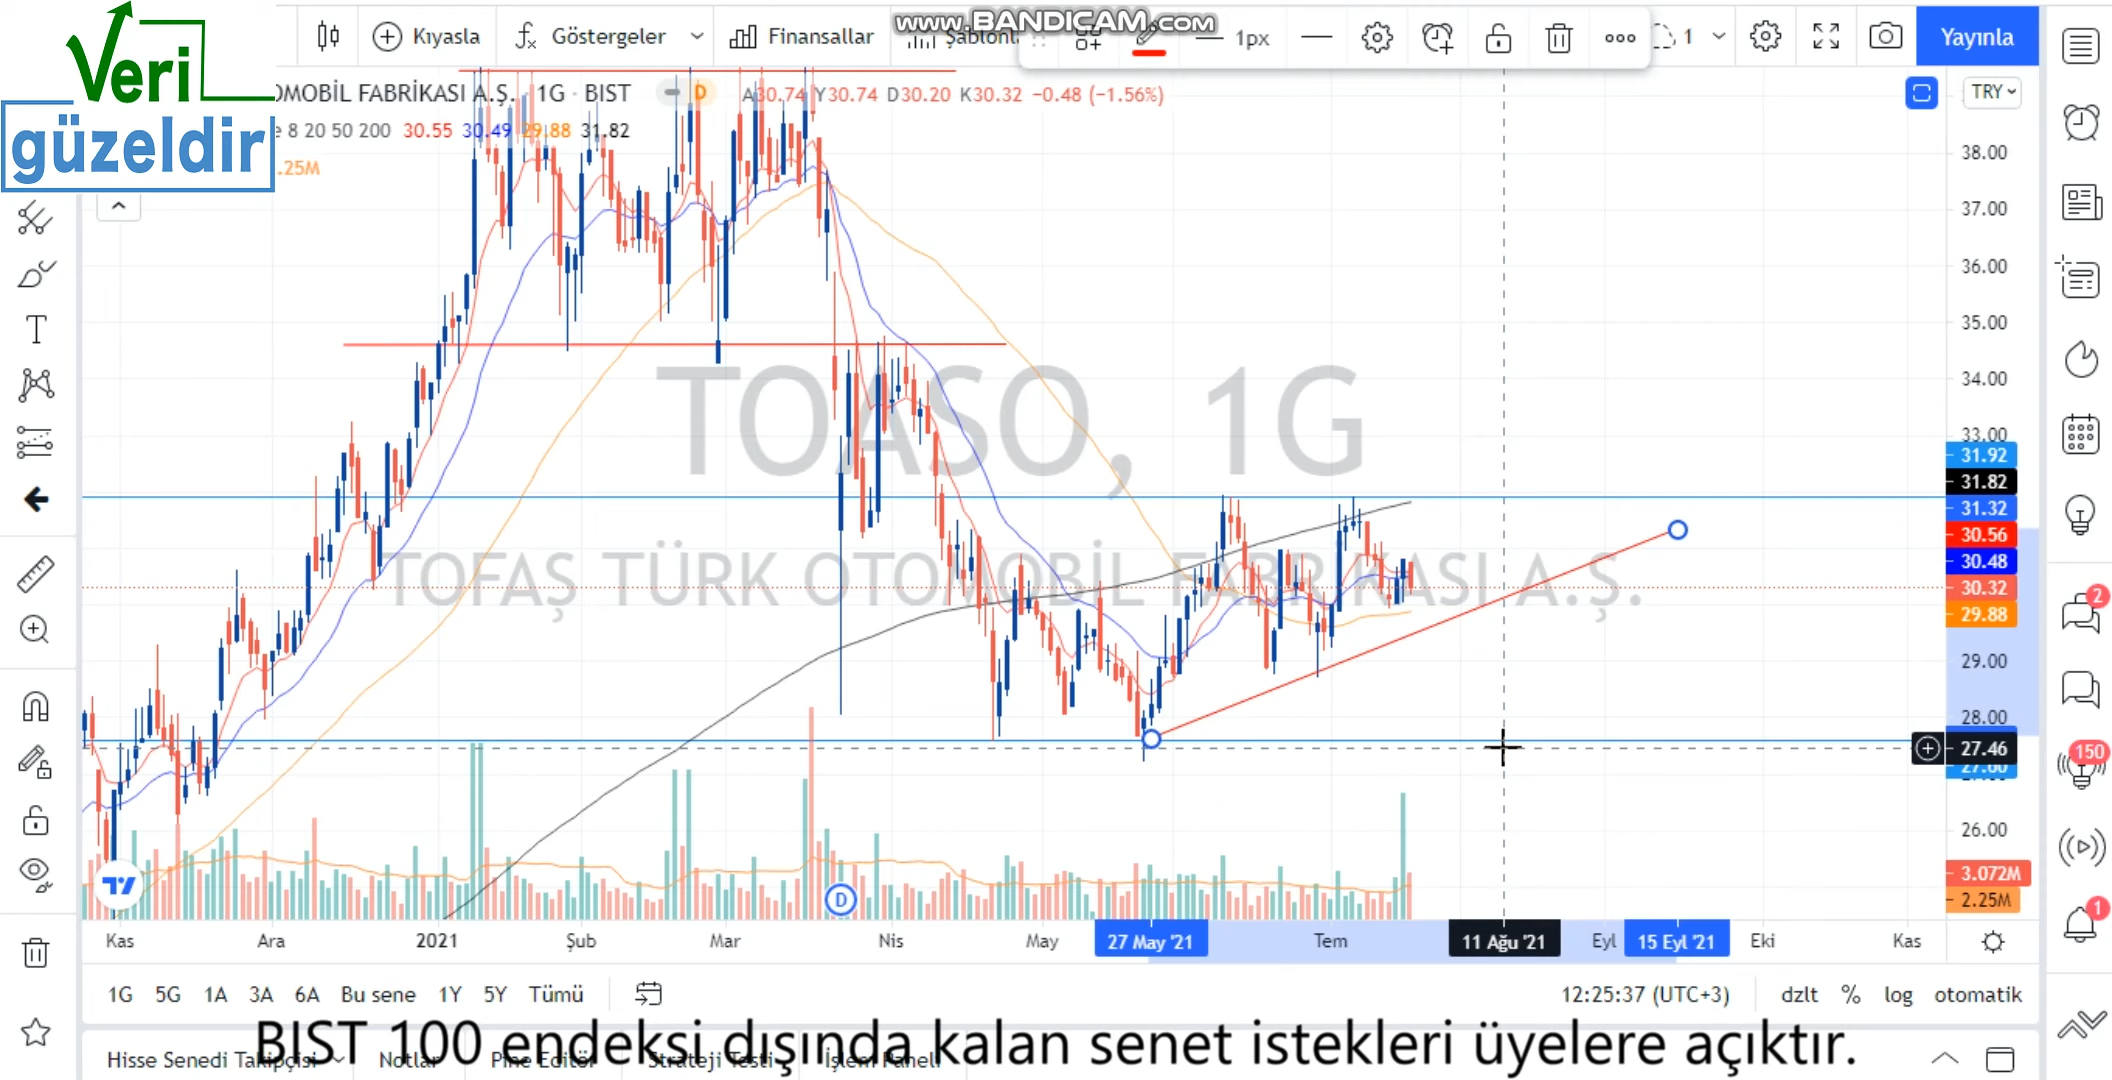 Veri
güzeldir
Kıyasla
Göstergeler
Finansallar
www.BANDICAM.com
1px
1
Yayınla
OMOBİL FABRİKASI A.Ş. 1G BIST
D
A30.74 Y30.74 D30.20 K30.32 −0.48 (−1.56%)
TRY
8 20 50 200 30.55 30.49 29.88 31.82
.25M
38.00
37.00
36.00
35.00
34.00
33.00
31.92
31.82
31.32
30.56
30.48
30.32
29.88
29.00
28.00
27.46
26.00
3.072M
2.25M
TOASO, 1G
TOFAŞ TÜRK OTOMOBİL FABRİKASI A.Ş.
2
150
1
D
Kas Ara 2021 Şub Mar Nis May 27 May '21 Tem 11 Ağu '21 Eyl 15 Eyl '21 Eki Kas
1G 5G 1A 3A 6A Bu sene 1Y 5Y Tümü 12:25:37 (UTC+3) dzlt % log otomatik
BIST 100 endeksi dışında kalan senet istekleri üyelere açıktır.
Hisse Senedi Takipçisi Notlar Pine Editör Strateji Testi İşlem Paneli